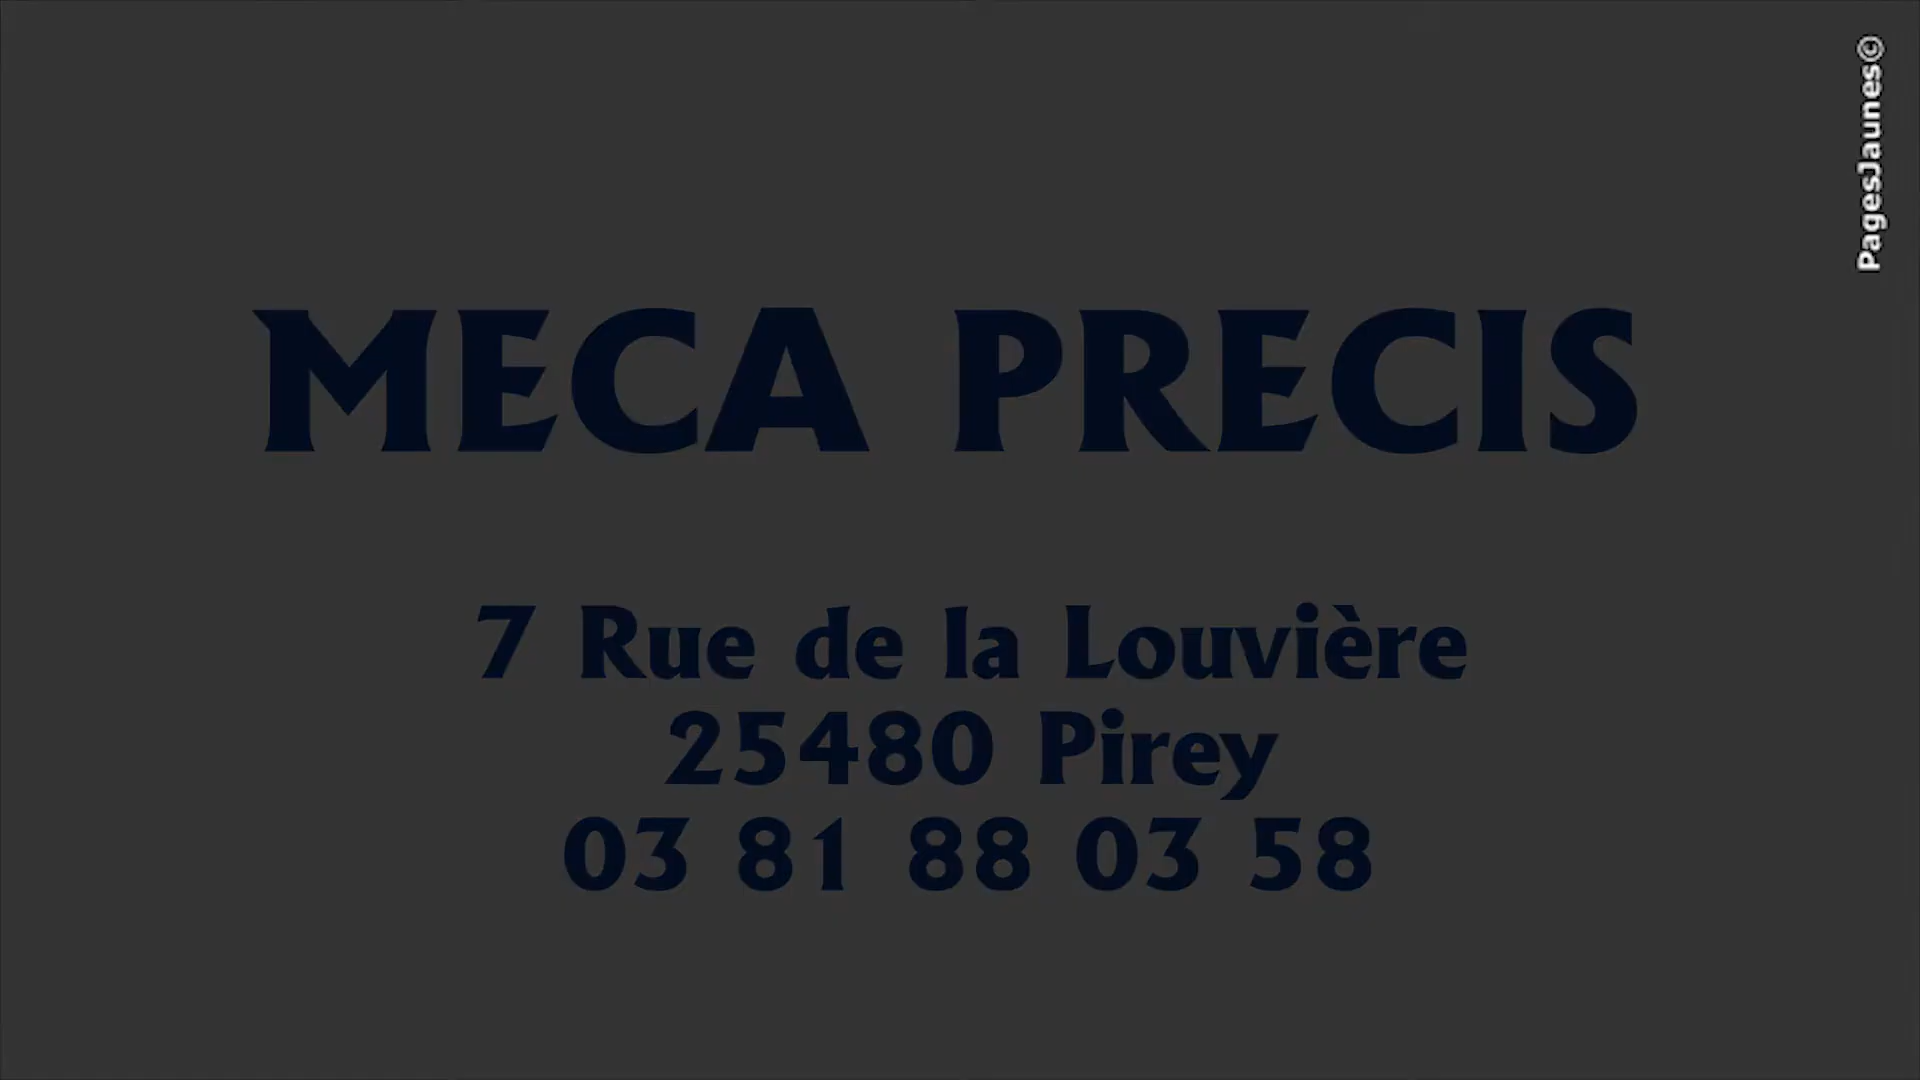 PagesJaunes©
MECA PRECIS
7 Rue de la Louvière
25480 Pirey
03 81 88 03 58